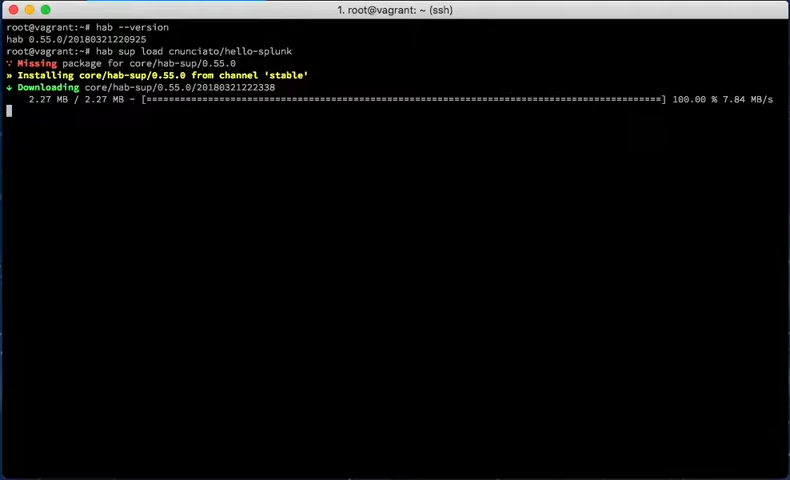 1. root@vagrant: ~ (ssh)
root@vagrant:~# hab --version
hab 0.55.0/20180321220925
root@vagrant:~# hab sup load cnunciato/hello-splunk
∵ Missing package for core/hab-sup/0.55.0
» Installing core/hab-sup/0.55.0 from channel 'stable'
↓ Downloading core/hab-sup/0.55.0/20180321222338
2.27 MB / 2.27 MB - [=============================================================================================] 100.00 % 7.84 MB/s